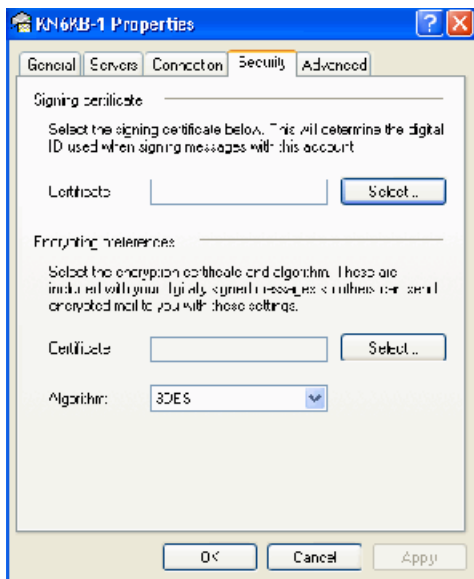 KN6KB-1 Properties
General Servers Connection Security Advanced
Signing certificate
Select the signing certificate below. This will determine the digital
ID used when signing messages with this account
Certificate Select...
Encrypting preferences
Select the encryption certificate and algorithm. These are
included with your digitally signed messages so others can send
encrypted mail to you with these settings.
Certificate Select...
Algorithm: 3DES
OK Cancel Apply